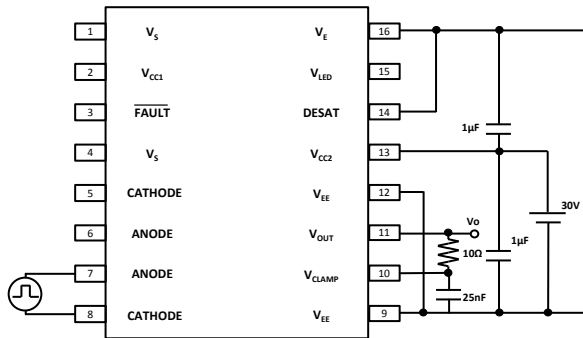 1 V_S V_E 16
2 V_CC1 V_LED 15
3 FAULT DESAT 14
1µF
4 V_S V_CC2 13
5 CATHODE V_EE 12
30V
6 ANODE V_OUT 11 Vo
10Ω 1µF
7 ANODE V_CLAMP 10
25nF
8 CATHODE V_EE 9